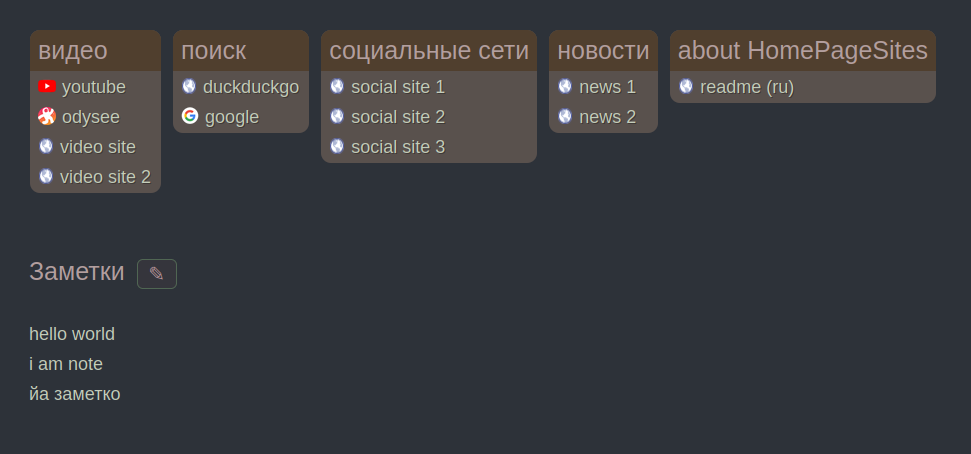 видео
youtube
odysee
video site
video site 2
поиск
duckduckgo
google
социальные сети
social site 1
social site 2
social site 3
новости
news 1
news 2
about HomePageSites
readme (ru)
Заметки ✎
hello world
i am note
йа заметко